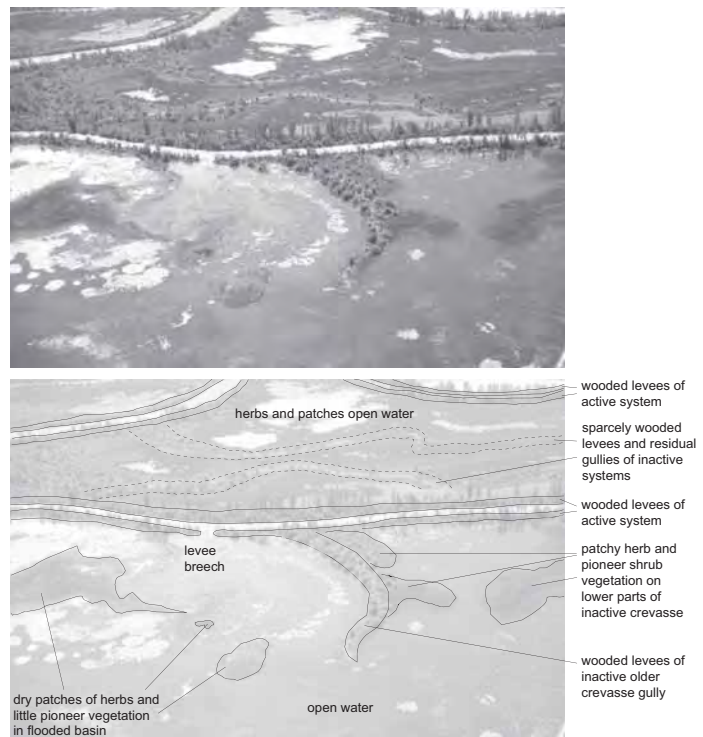 wooded levees of
active system
herbs and patches open water
sparcely wooded
levees and residual
gullies of inactive
systems
wooded levees of
active system
levee
breech
patchy herb and
pioneer shrub
vegetation on
lower parts of
inactive crevasse
wooded levees of
inactive older
crevasse gully
dry patches of herbs and
little pioneer vegetation
in flooded basin
open water